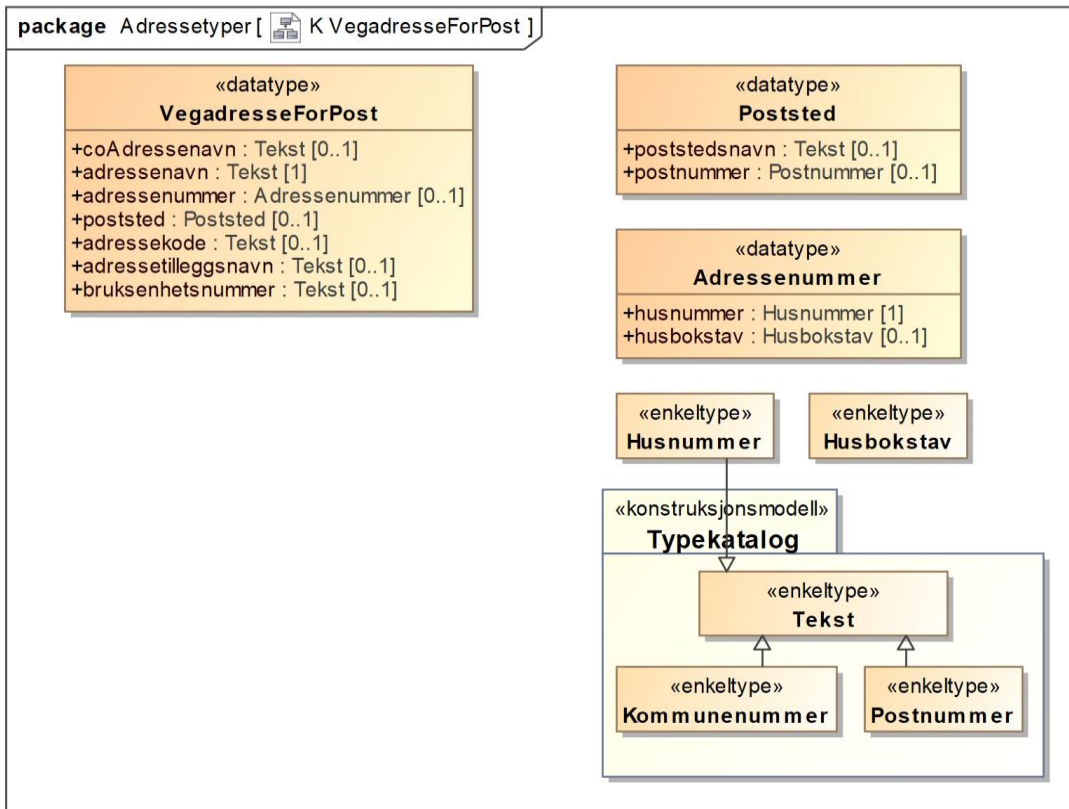 package Adressetyper [ K VegadresseForPost ]
«datatype»
VegadresseForPost
+coAdressenavn : Tekst [0..1]
+adressenavn : Tekst [1]
+adressenummer : Adressenummer [0..1]
+poststed : Poststed [0..1]
+adressekode : Tekst [0..1]
+adressetilleggsnavn : Tekst [0..1]
+bruksenhetsnummer : Tekst [0..1]
«datatype»
Poststed
+poststedsnavn : Tekst [0..1]
+postnummer : Postnummer [0..1]
«datatype»
Adressenummer
+husnummer : Husnummer [1]
+husbokstav : Husbokstav [0..1]
«enkeltype»
Husnummer
«enkeltype»
Husbokstav
«konstruksjonsmodell»
Typekatalog
«enkeltype»
Tekst
«enkeltype»
Kommunenummer
«enkeltype»
Postnummer